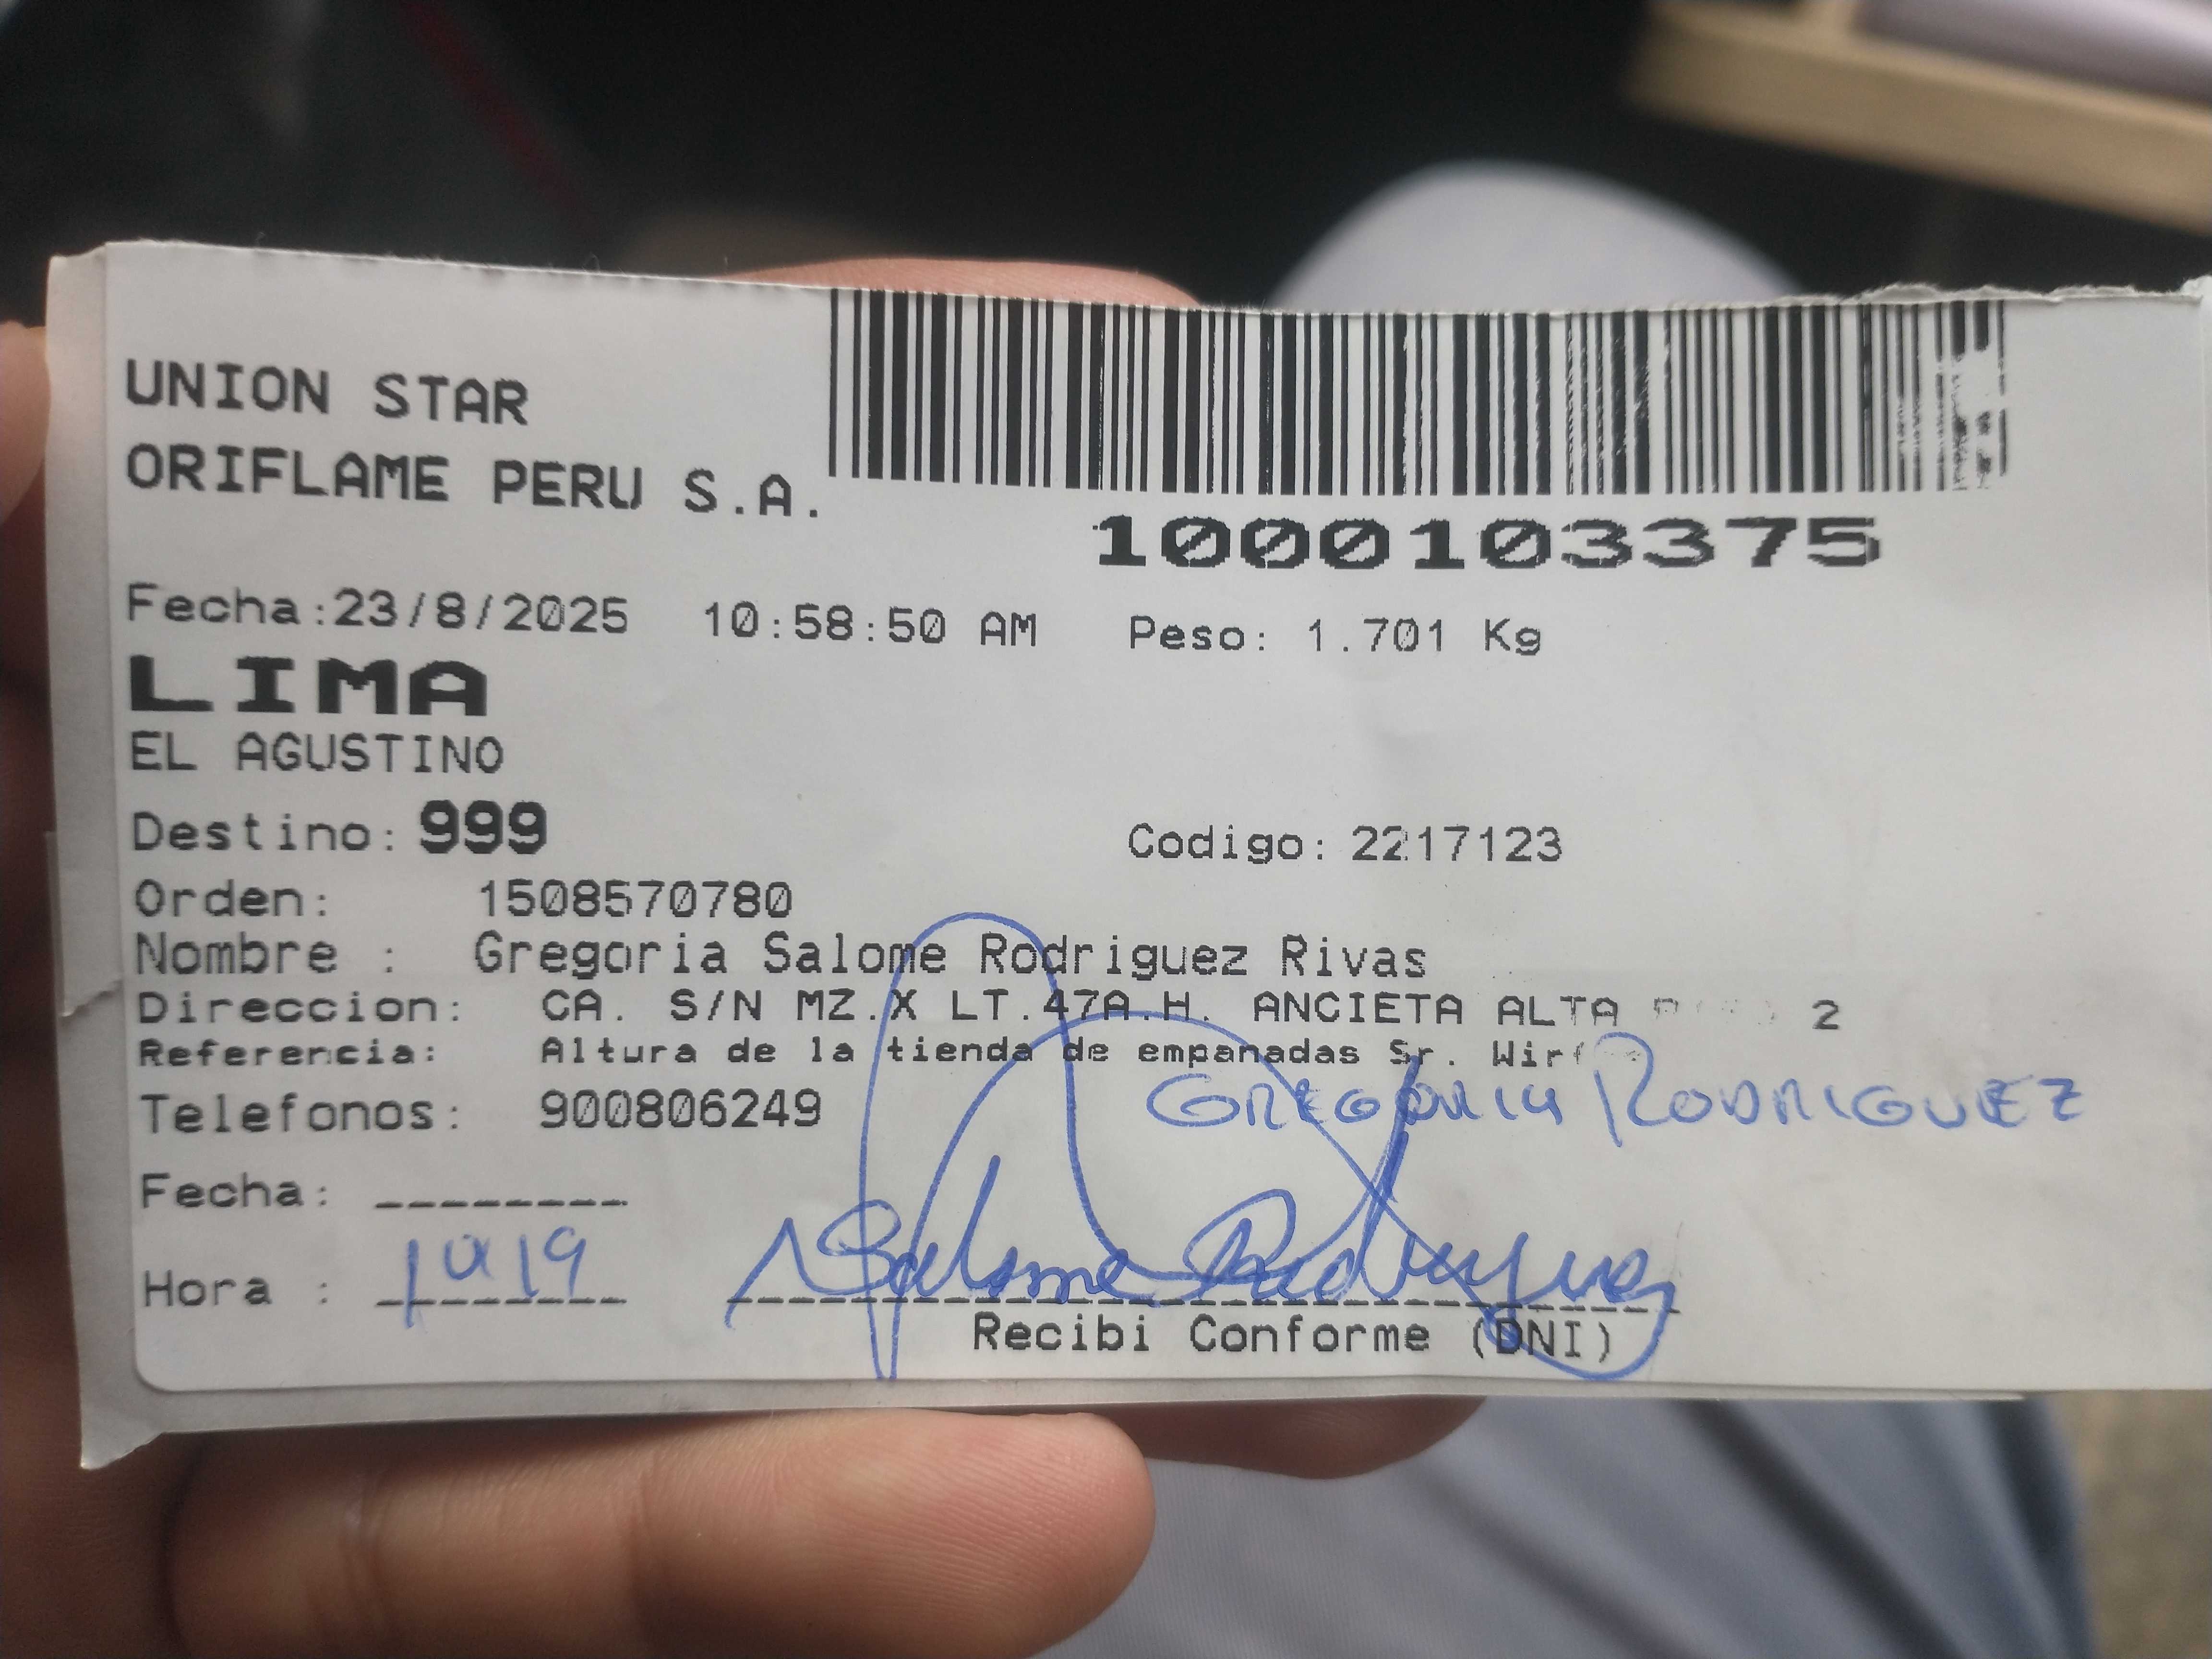 UNION STAR
ORIFLAME PERU S.A.
1000103375
Fecha:23/8/2025 10:58:50 AM Peso: 1.701 Kg
LIMA
EL AGUSTINO
Destino: 999 Codigo: 2217123
Orden: 1508570780
Nombre : Gregoria Salome Rodriguez Rivas
Direccion: CA. S/N MZ.X LT.47A.H. ANCIETA ALTA 2
Referencia: Altura de la tienda de empanadas Sr.
Telefonos: 900806249 GREGORIA RODRIGUEZ
Fecha:
Hora : Salome Rodriguez
Recibi Conforme (DNI)